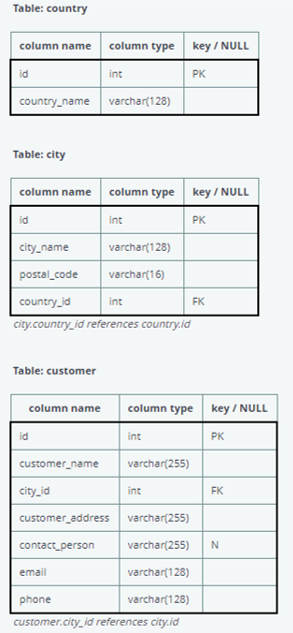 Table: country
column name column type key / NULL
id int PK
country_name varchar(128)
Table: city
column name column type key / NULL
id int PK
city_name varchar(128)
postal_code varchar(16)
country_id int FK
city.country_id references country.id
Table: customer
column name column type key / NULL
id int PK
customer_name varchar(255)
city_id int FK
customer_address varchar(255)
contact_person varchar(255) N
email varchar(128)
phone varchar(128)
customer.city_id references city.id